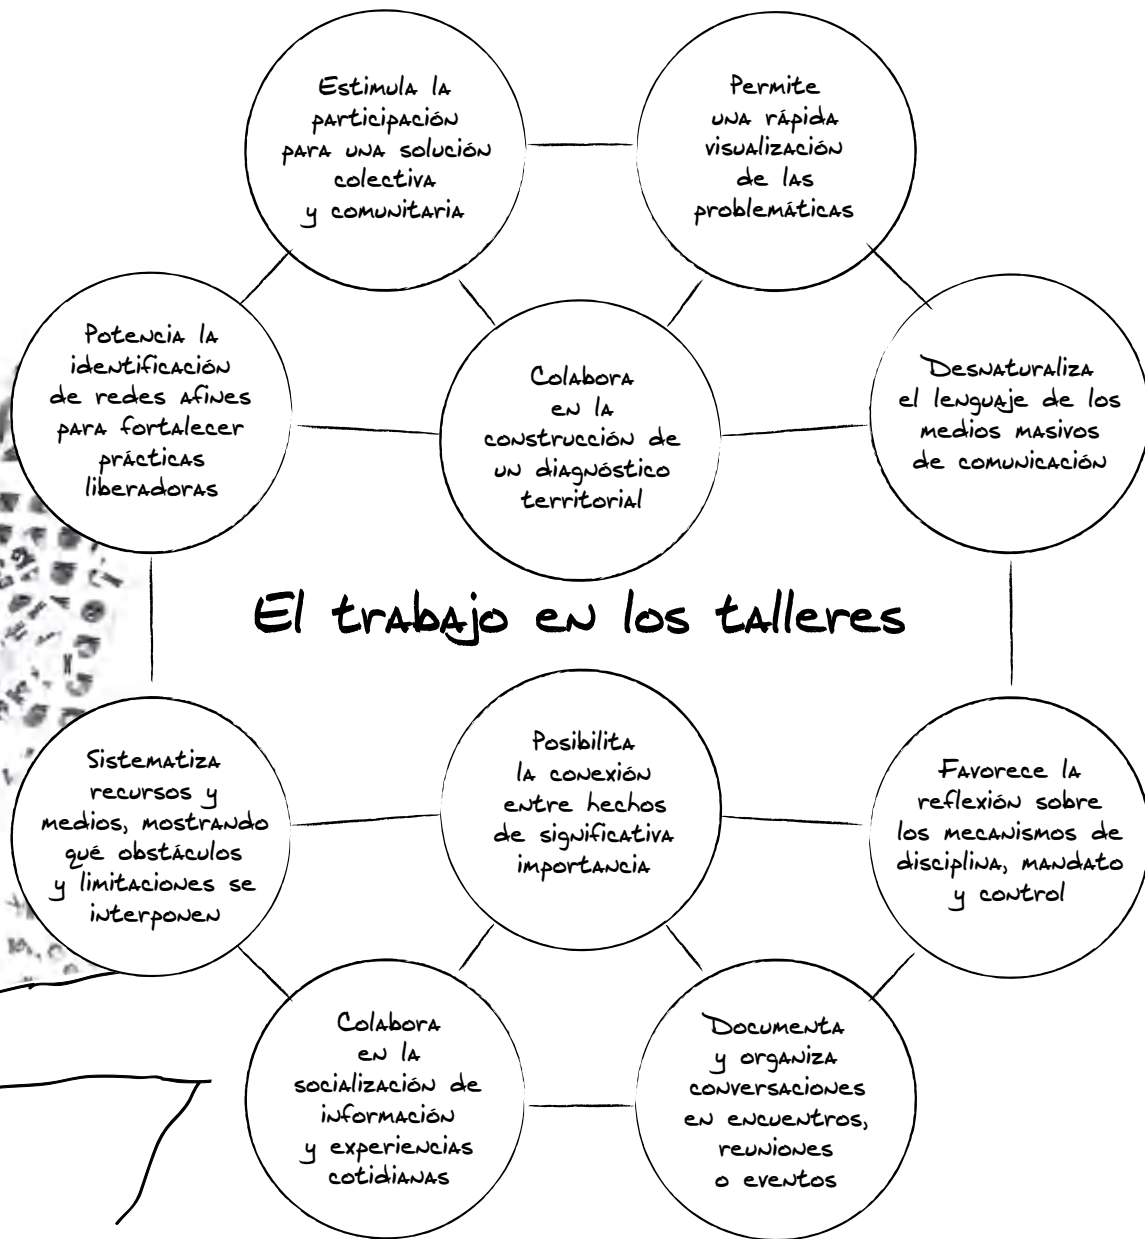 Estimula la
participación
para una solución
colectiva
y comunitaria
Permite
una rápida
visualización
de las
problemáticas
Potencia la
identificación
de redes afines
para fortalecer
prácticas
liberadoras
Colabora
en la
construcción de
un diagnóstico
territorial
Desnaturaliza
el lenguaje de los
medios masivos
de comunicación
El trabajo en los talleres
Sistematiza
recursos y
medios, mostrando
qué obstáculos
y limitaciones se
interponen
Posibilita
la conexión
entre hechos
de significativa
importancia
Favorece la
reflexión sobre
los mecanismos de
disciplina, mandato
y control
Colabora
en la
socialización de
información
y experiencias
cotidianas
Documenta
y organiza
conversaciones
en encuentros,
reuniones
o eventos